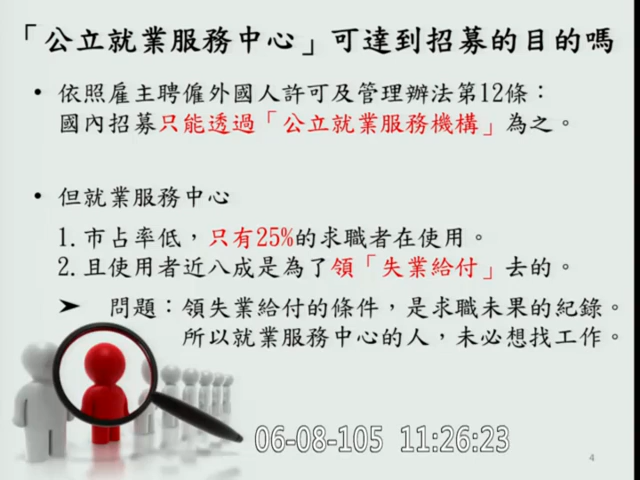 「公立就業服務中心」可達到招募的目的嗎
• 依照雇主聘僱外國人許可及管理辦法第12條：
國內招募只能透過「公立就業服務機構」為之。
• 但就業服務中心
1.市占率低，只有25%的求職者在使用。
2.且使用者近八成是為了領「失業給付」去的。
➤ 問題：領失業給付的條件，是求職未果的紀錄。
所以就業服務中心的人，未必想找工作。
06-08-105 11:26:23
4